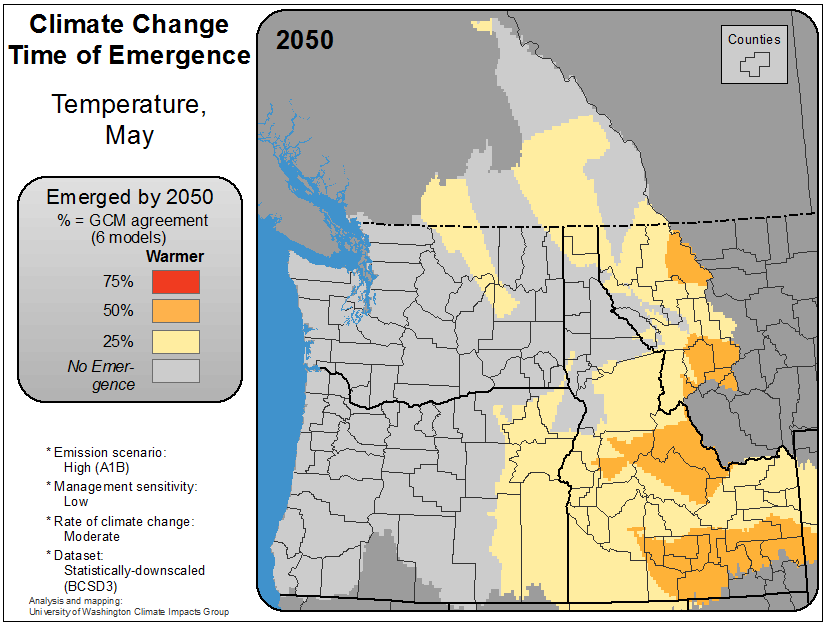 Climate Change
Time of Emergence
Temperature,
May
Emerged by 2050
% = GCM agreement
(6 models)
Warmer
75%
50%
25%
No Emer-
gence
* Emission scenario:
High (A1B)
* Management sensitivity:
Low
* Rate of climate change:
Moderate
* Dataset:
Statistically-downscaled
(BCSD3)
Analysis and mapping:
University of Washington Climate Impacts Group
2050
Counties